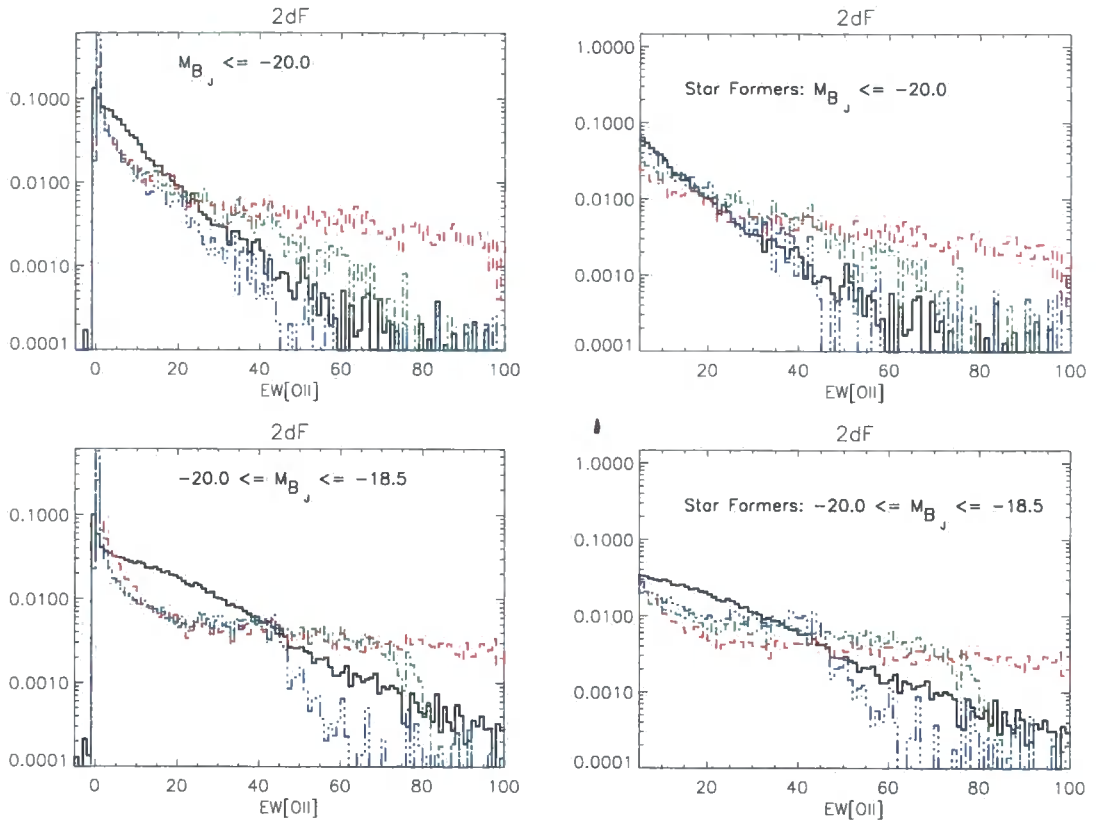 2dF
M_B_J <= -20.0
0.1000
0.0100
0.0010
0.0001
0 20 40 60 80 100
EW[OII]
2dF
Star Formers: M_B_J <= -20.0
1.0000
0.1000
0.0100
0.0010
0.0001
20 40 60 80 100
EW[OII]
2dF
-20.0 <= M_B_J <= -18.5
0.1000
0.0100
0.0010
0.0001
0 20 40 60 80 100
EW[OII]
2dF
Star Formers: -20.0 <= M_B_J <= -18.5
1.0000
0.1000
0.0100
0.0010
0.0001
20 40 60 80 100
EW[OII]